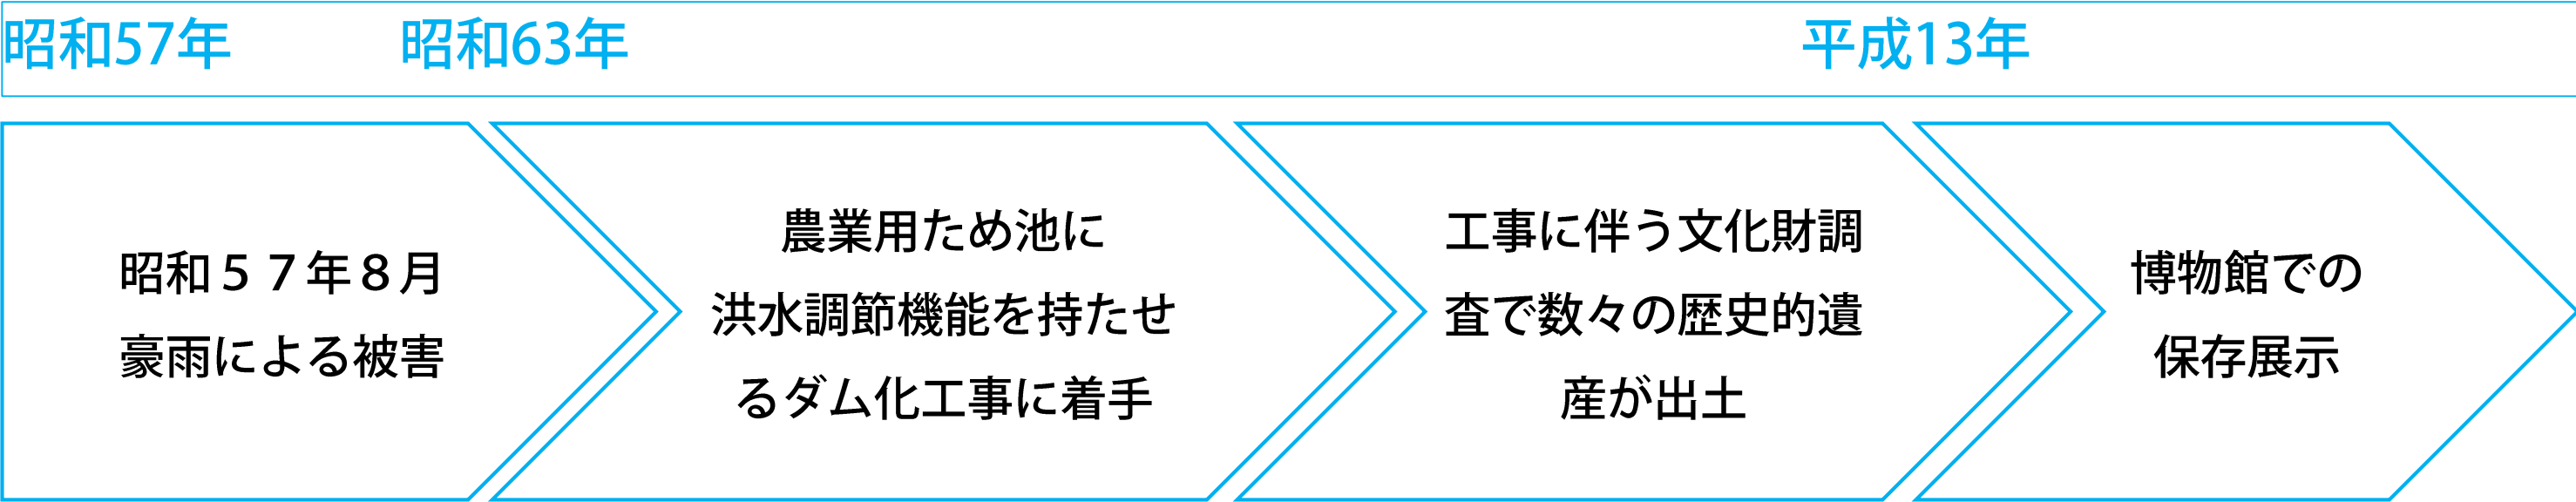 昭和57年 昭和63年 平成13年
昭和５７年８月
豪雨による被害
農業用ため池に
洪水調節機能を持たせ
るダム化工事に着手
工事に伴う文化財調
査で数々の歴史的遺
産が出土
博物館での
保存展示